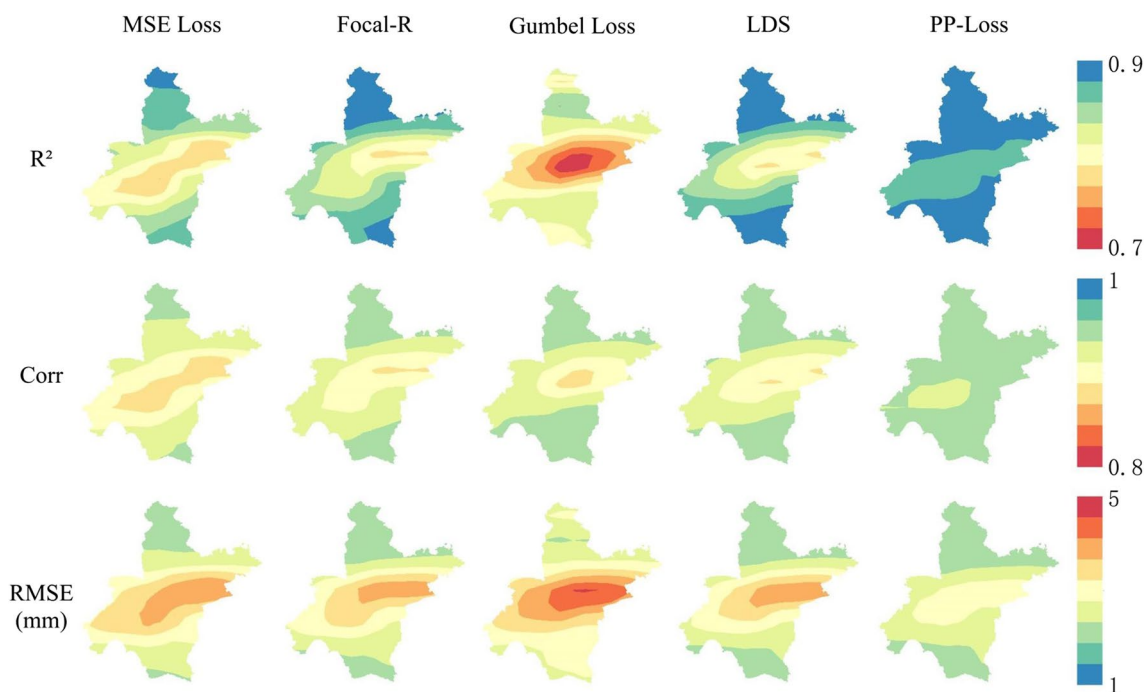 MSE Loss Focal-R Gumbel Loss LDS PP-Loss
0.9
R²
0.7
1
Corr
0.8
5
RMSE
(mm)
1